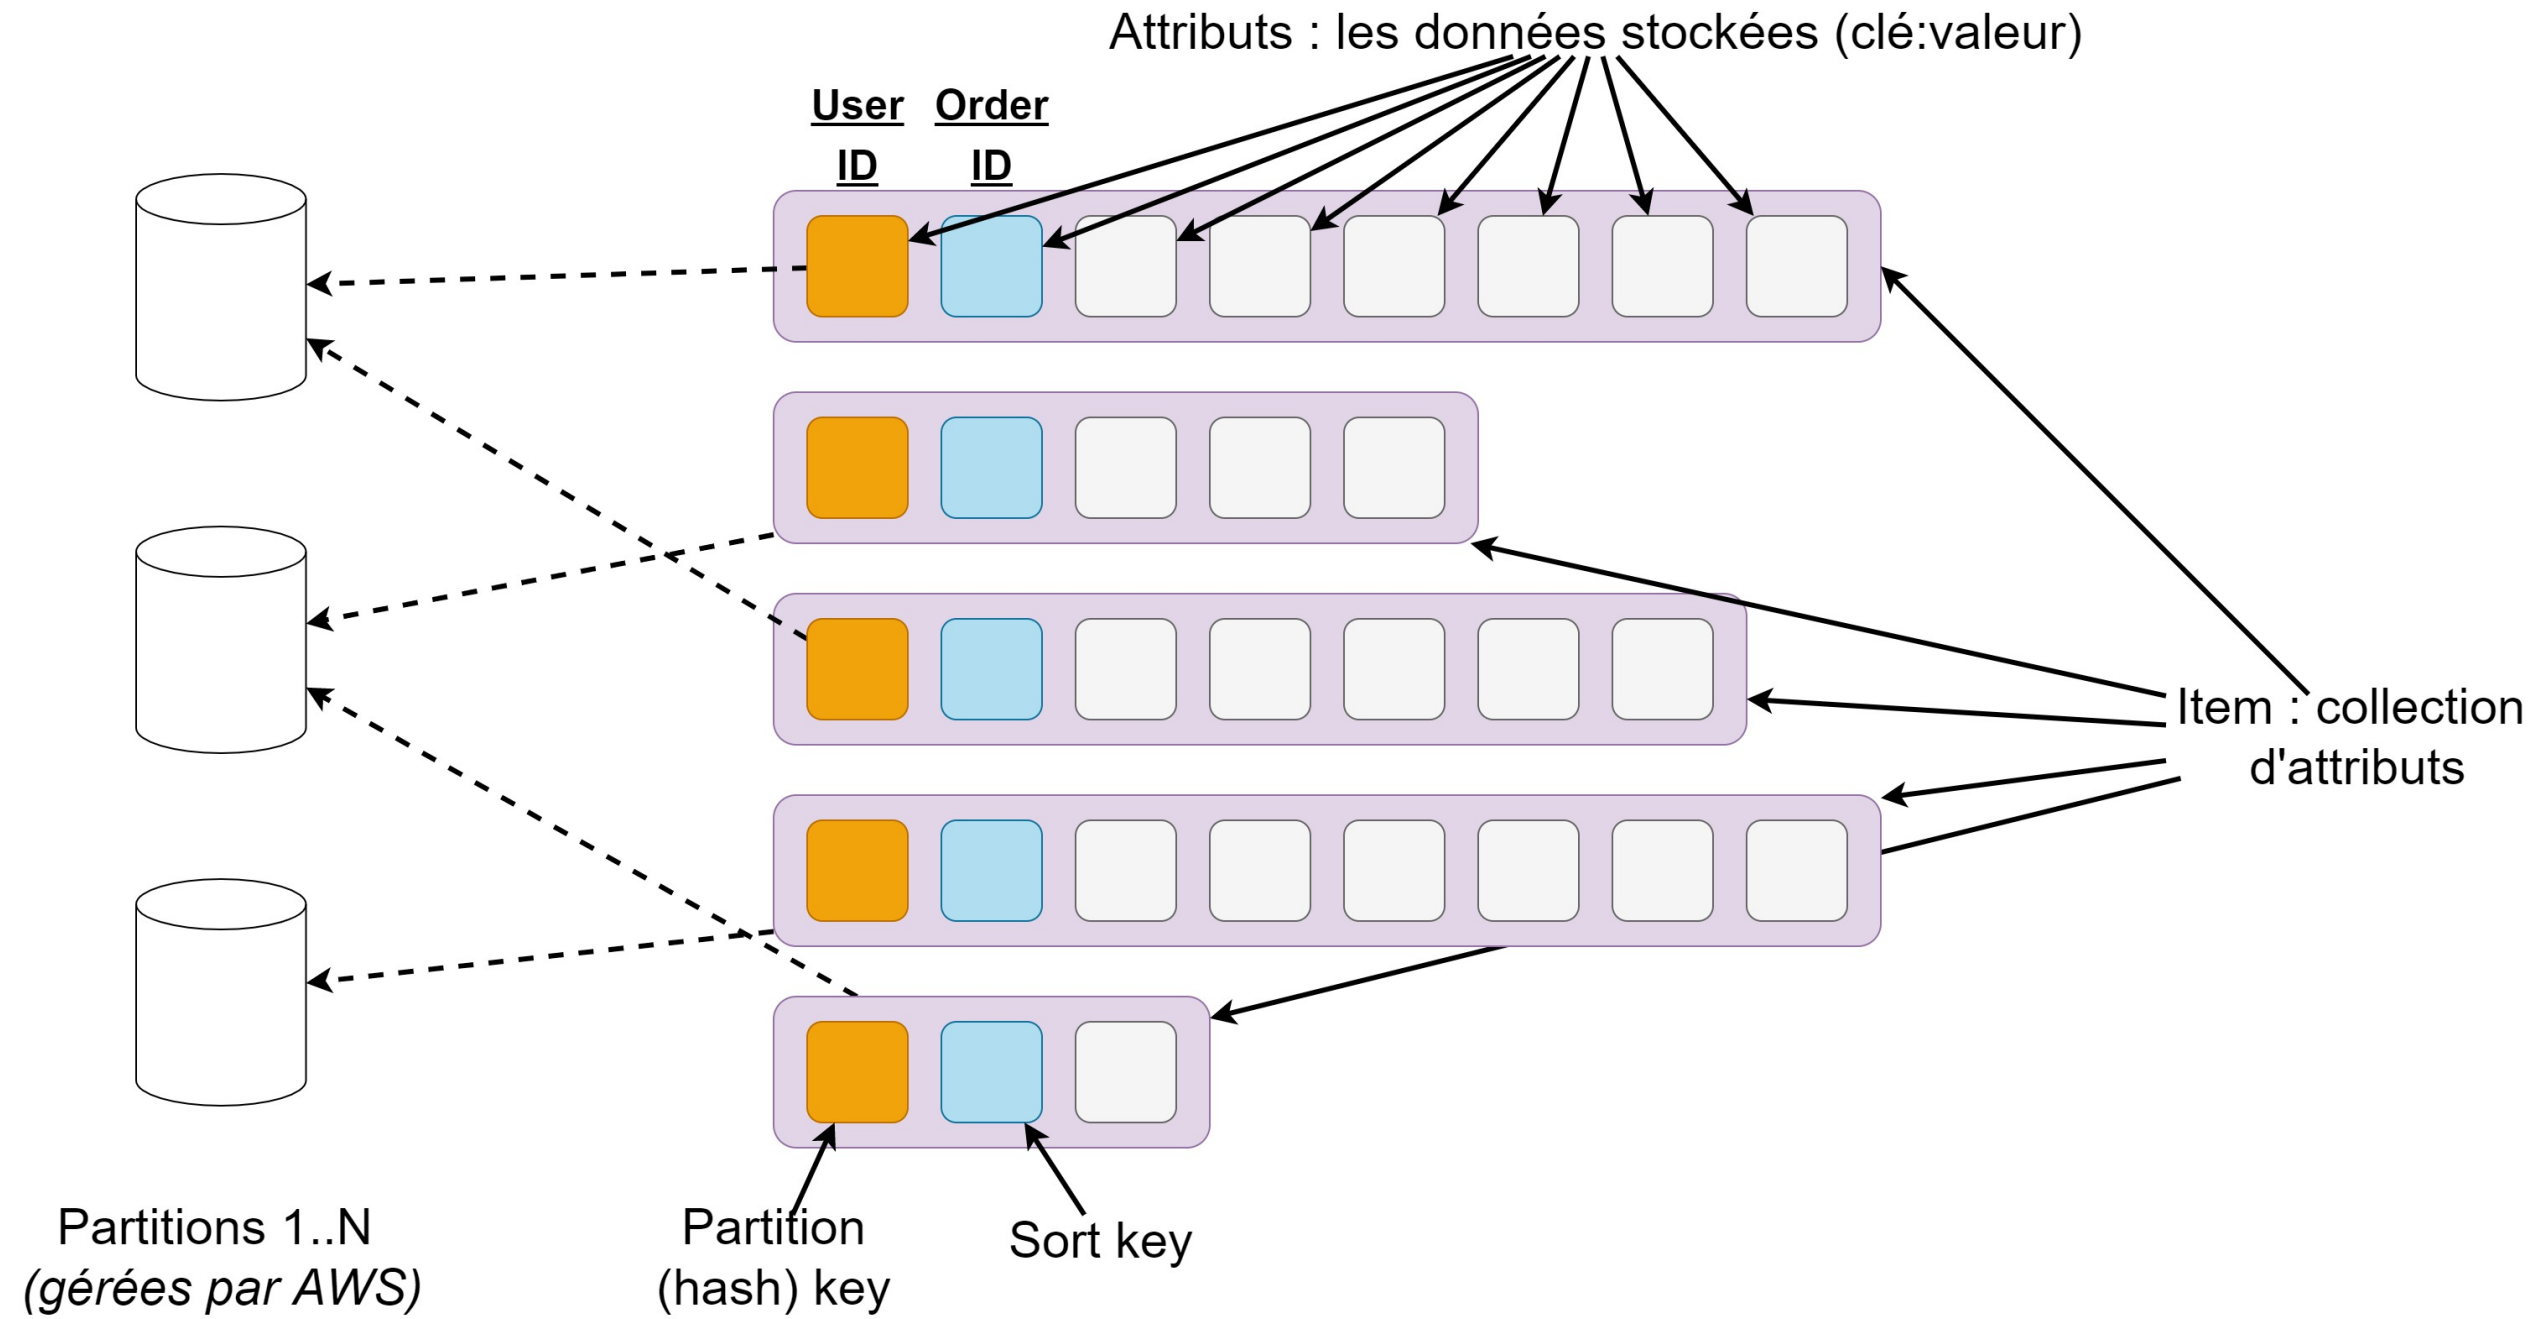 Attributs : les données stockées (clé:valeur)
User
ID
Order
ID
Item : collection
d'attributs
Partitions 1..N
(gérées par AWS)
Partition
(hash) key
Sort key